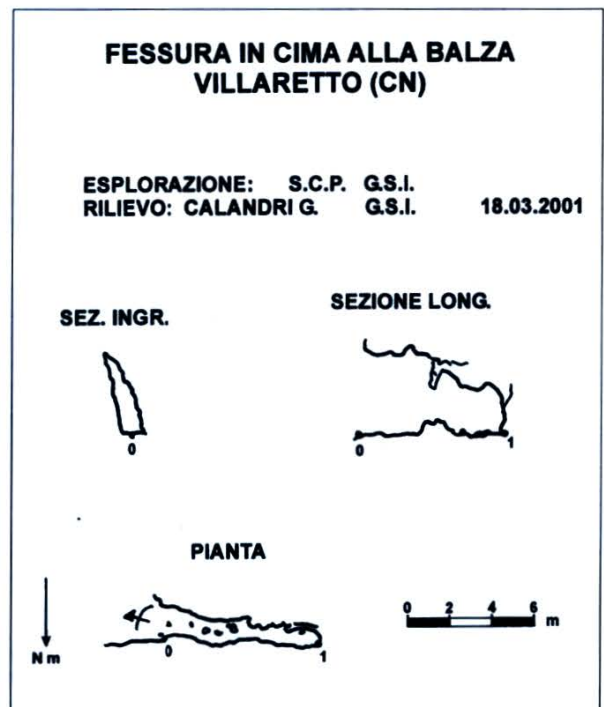 FESSURA IN CIMA ALLA BALZA
VILLARETTO (CN)
ESPLORAZIONE: S.C.P. G.S.I.
RILIEVO: CALANDRI G. G.S.I. 18.03.2001
SEZ. INGR.
SEZIONE LONG.
0
0 1
PIANTA
N m
0 1
0 2 4 6 m